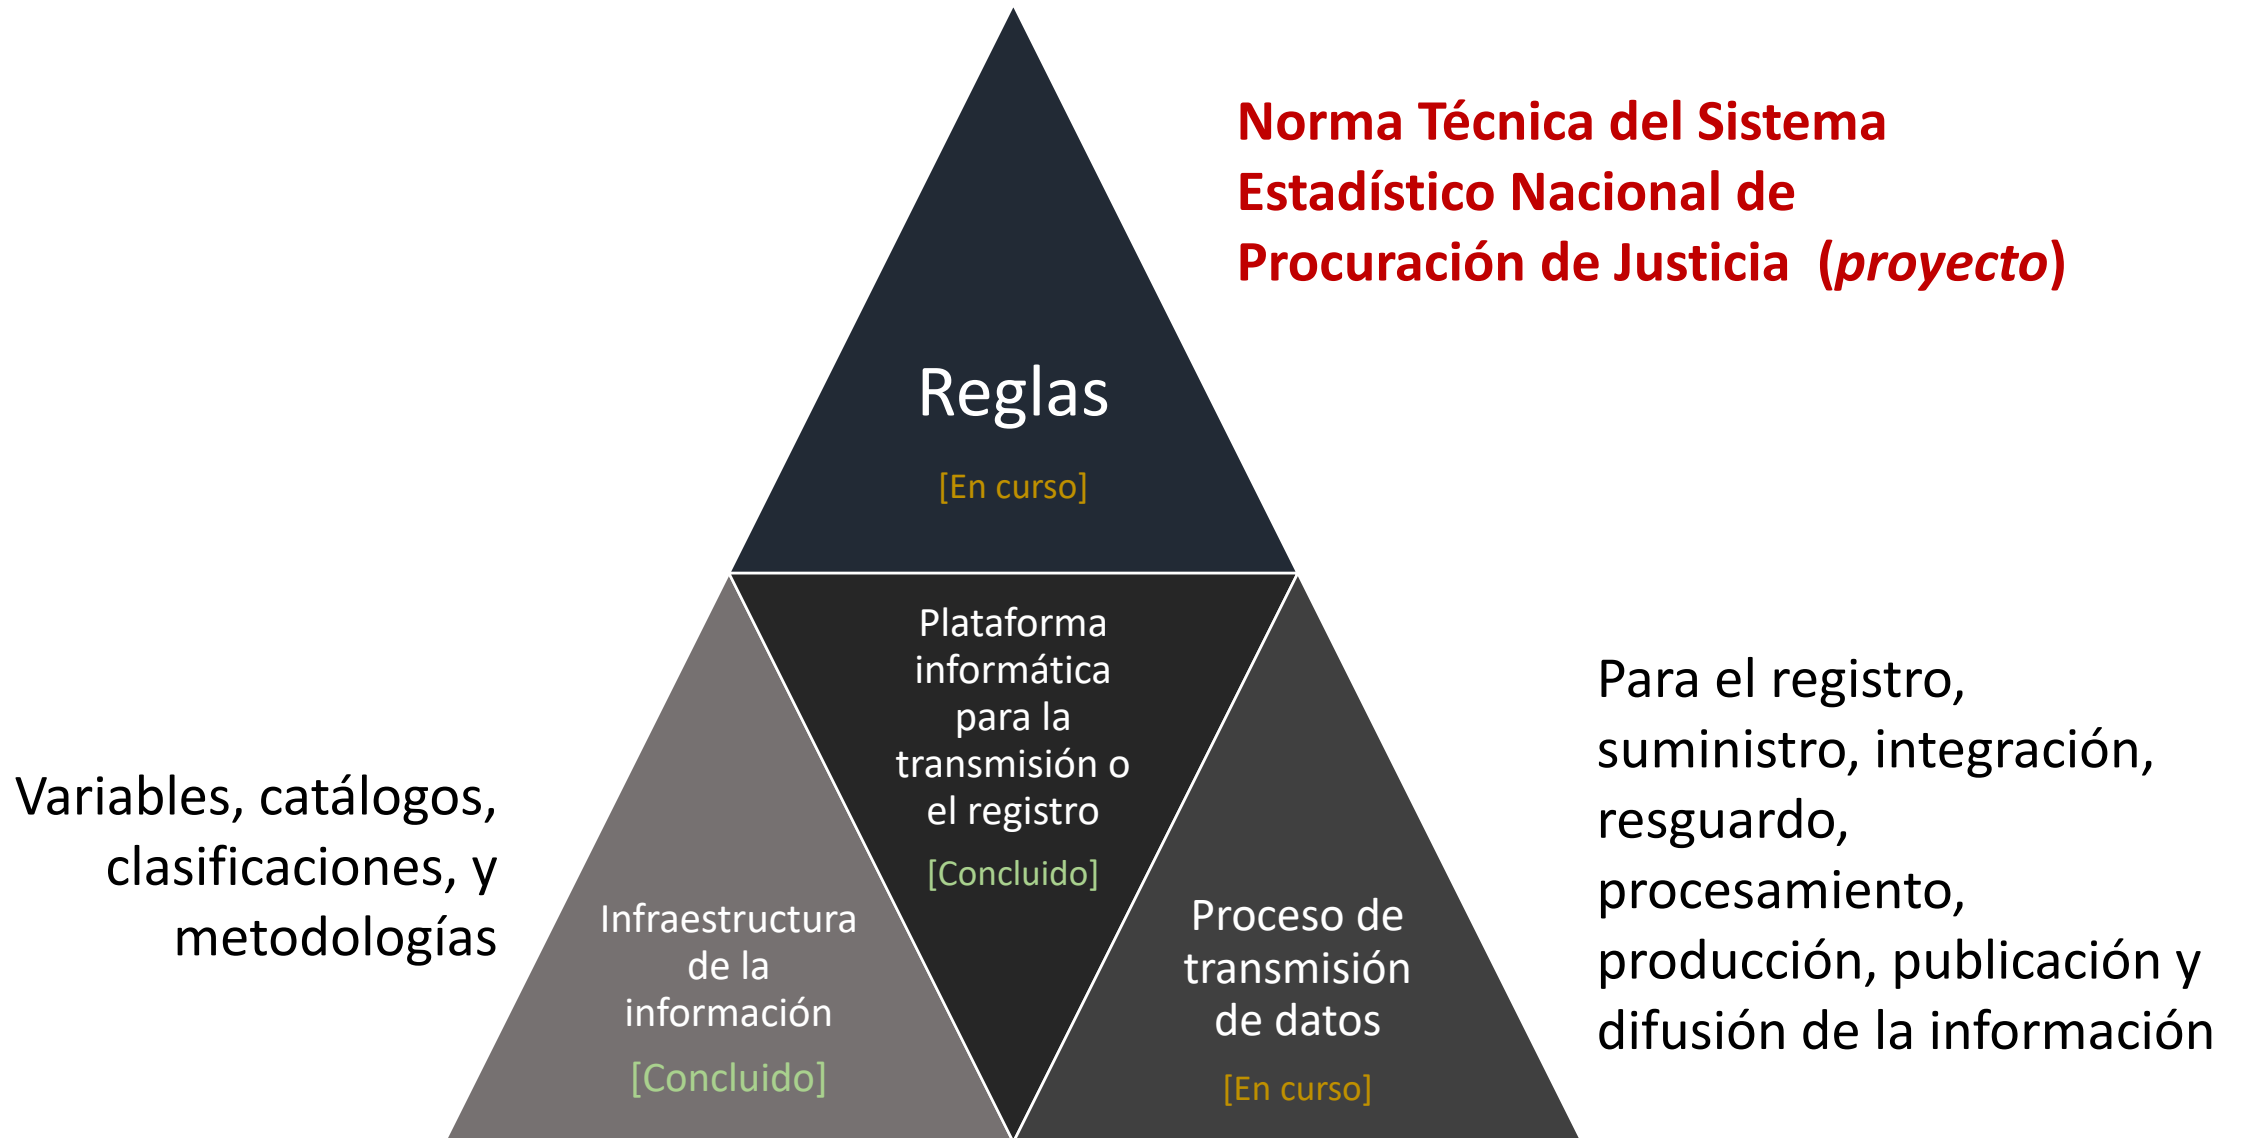 Norma Técnica del Sistema
Estadístico Nacional de
Procuración de Justicia (proyecto)
Reglas
[En curso]
Plataforma
informática
para la
transmisión o
el registro
[Concluido]
Variables, catálogos,
clasificaciones, y
metodologías
Infraestructura
de la
información
[Concluido]
Proceso de
transmisión
de datos
[En curso]
Para el registro,
suministro, integración,
resguardo,
procesamiento,
producción, publicación y
difusión de la información